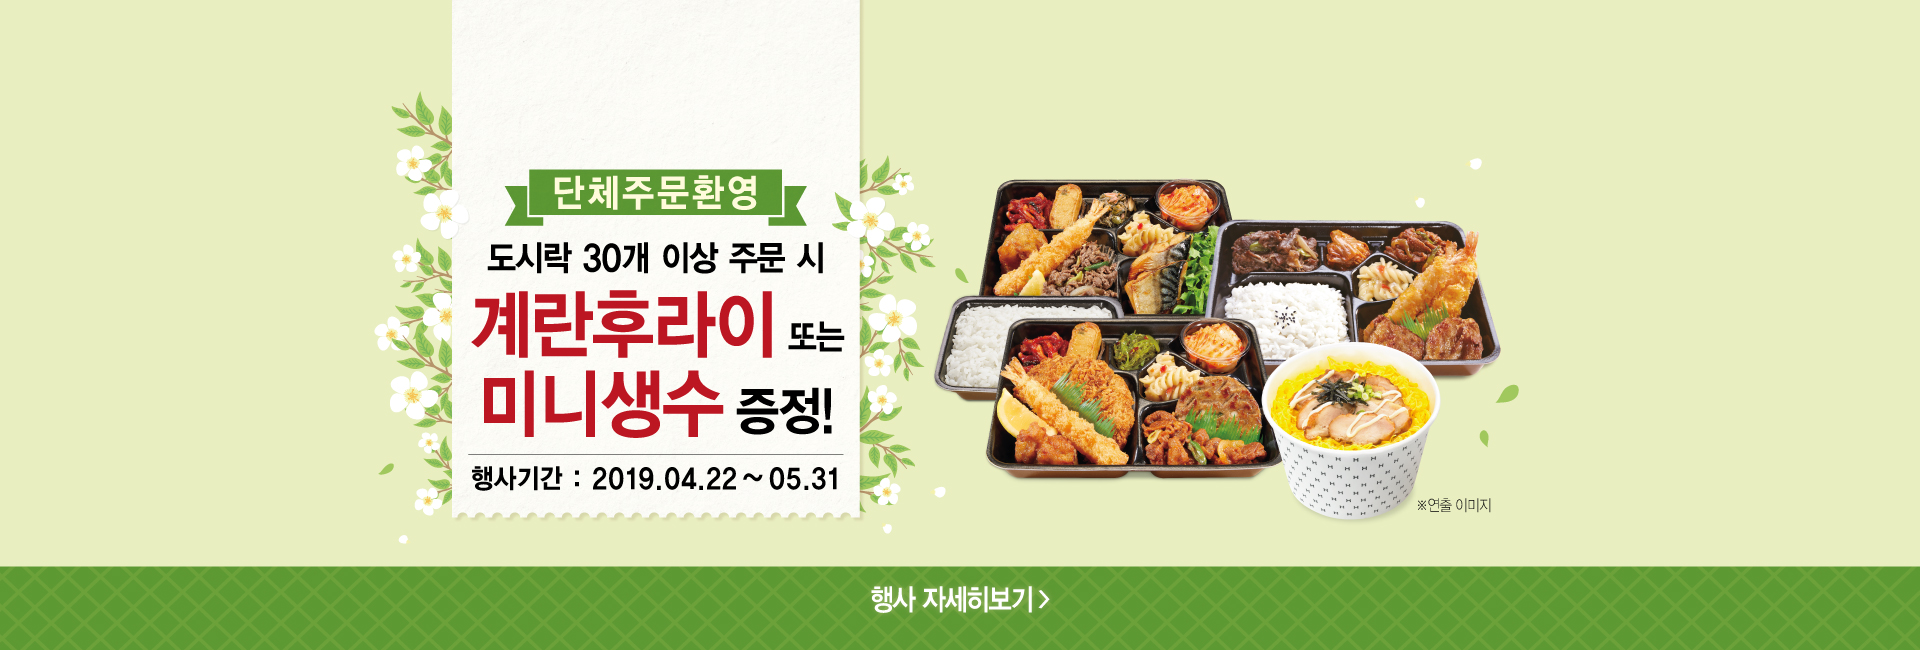 단체주문환영
도시락 30개 이상 주문 시
계란후라이 또는
미니생수 증정!
행사기간 : 2019.04.22~05.31
※연출 이미지
행사 자세히보기 >